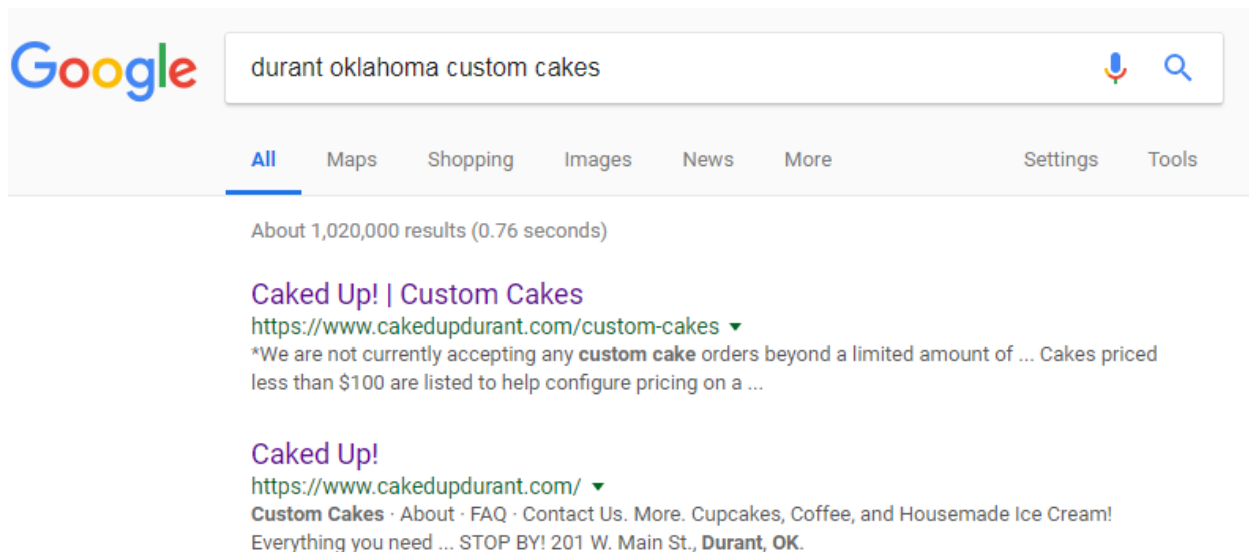 Google
durant oklahoma custom cakes
All Maps Shopping Images News More Settings Tools
About 1,020,000 results (0.76 seconds)
Caked Up! | Custom Cakes
https://www.cakedupdurant.com/custom-cakes
*We are not currently accepting any custom cake orders beyond a limited amount of ... Cakes priced
less than $100 are listed to help configure pricing on a ...
Caked Up!
https://www.cakedupdurant.com/
Custom Cakes · About · FAQ · Contact Us. More. Cupcakes, Coffee, and Housemade Ice Cream!
Everything you need ... STOP BY! 201 W. Main St., Durant, OK.